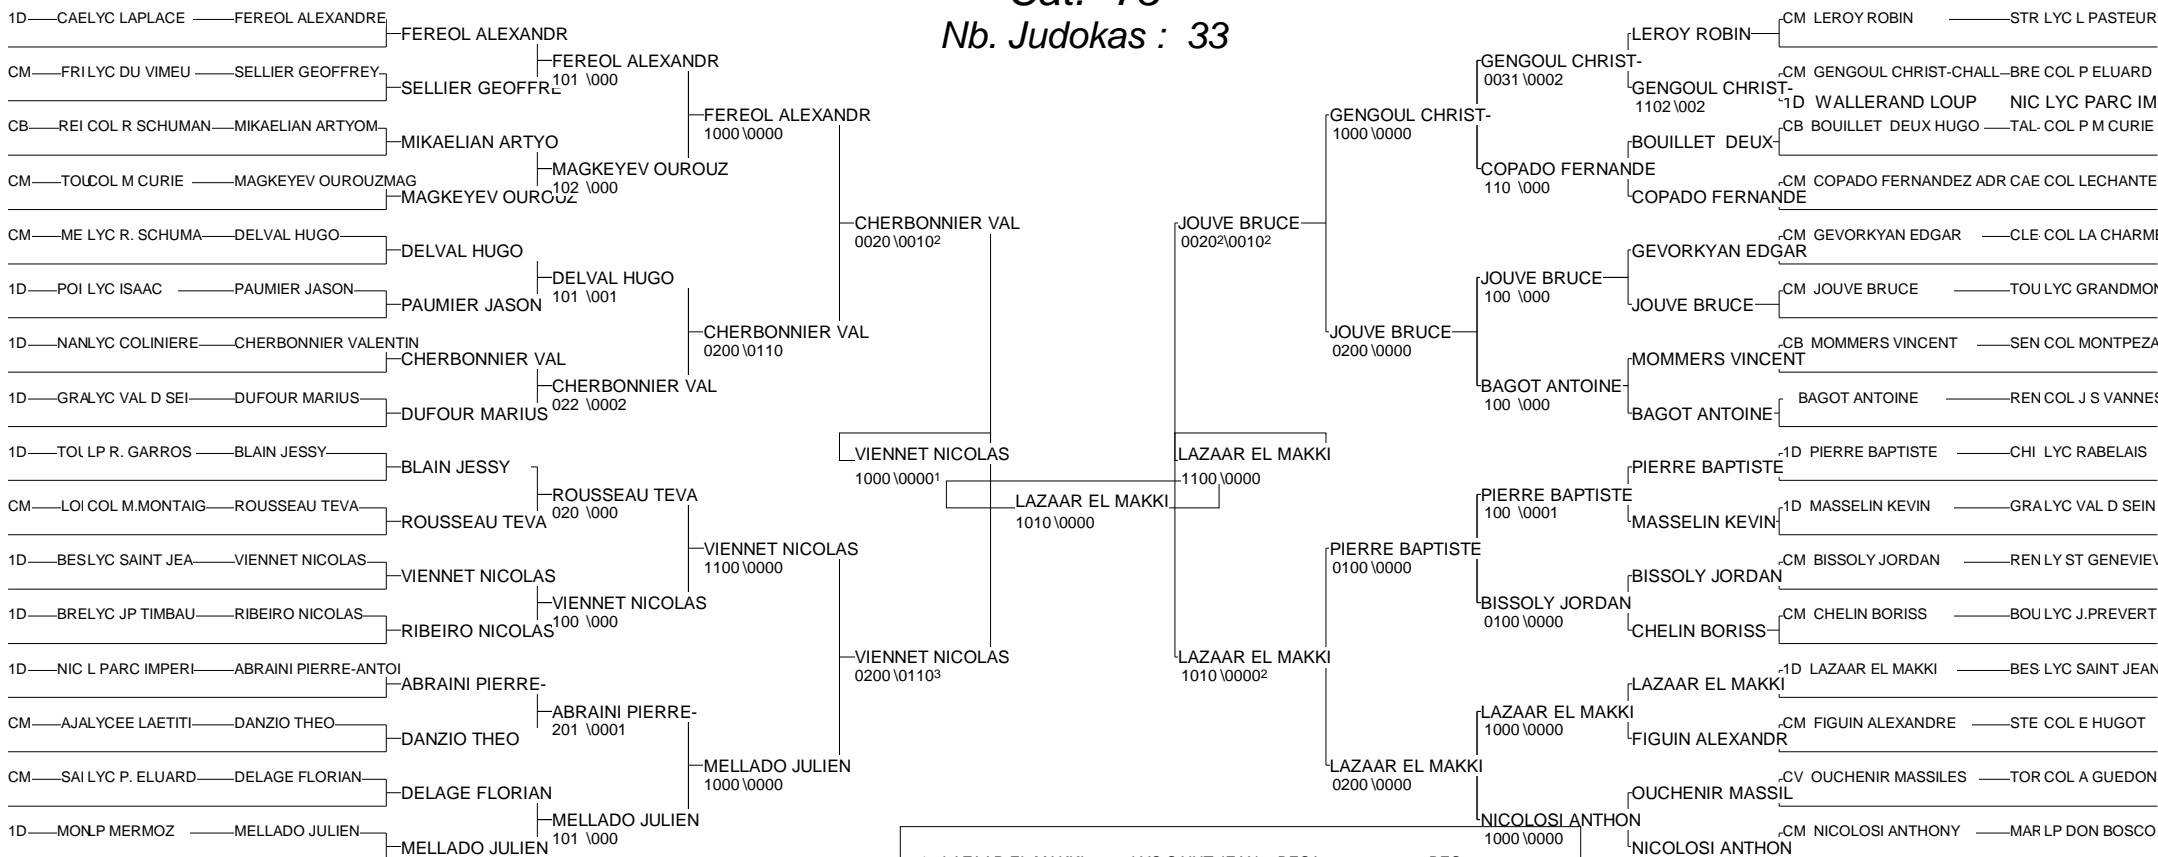 Nb. Judokas : 33
1D CAE LYC LAPLACE FEREOL ALEXANDRE
CM FRI LYC DU VIMEU SELLIER GEOFFREY
CB REI COL R SCHUMAN MIKAELIAN ARTYOM
CM TOU COL M CURIE MAGKEYEV OUROUZMAG
CM ME LYC R. SCHUMA DELVAL HUGO
1D POI LYC ISAAC PAUMIER JASON
1D NAN LYC COLINIERE CHERBONNIER VALENTIN
1D GRA LYC VAL D SEI DUFOUR MARIUS
1D TOU LP R. GARROS BLAIN JESSY
CM LOI COL M.MONTAIG ROUSSEAU TEVA
1D BES LYC SAINT JEA VIENNET NICOLAS
1D BRE LYC JP TIMBAU RIBEIRO NICOLAS
1D NIC L PARC IMPERI ABRAINI PIERRE-ANTOI
CM AJA LYCEE LAETITI DANZIO THEO
CM SAI LYC P. ELUARD DELAGE FLORIAN
1D MON LP MERMOZ MELLADO JULIEN
FEREOL ALEXANDR
SELLIER GEOFFRE
MIKAELIAN ARTYO
MAGKEYEV OUROUZ
DELVAL HUGO
PAUMIER JASON
CHERBONNIER VAL
DUFOUR MARIUS
BLAIN JESSY
ROUSSEAU TEVA
VIENNET NICOLAS
RIBEIRO NICOLAS
ABRAINI PIERRE-
DANZIO THEO
DELAGE FLORIAN
MELLADO JULIEN
FEREOL ALEXANDR
101 \000
MAGKEYEV OUROUZ
102 \000
DELVAL HUGO
101 \001
CHERBONNIER VAL
022 \0002
ROUSSEAU TEVA
020 \000
VIENNET NICOLAS
100 \000
ABRAINI PIERRE-
201 \0001
MELLADO JULIEN
101 \000
FEREOL ALEXANDR
1000 \0000
CHERBONNIER VAL
0200 \0110
VIENNET NICOLAS
1100 \0000
MELLADO JULIEN
1000 \0000
CHERBONNIER VAL
0020 \0010²
VIENNET NICOLAS
0200 \0110³
VIENNET NICOLAS
1000 \0000¹
LAZAAR EL MAKKI
1010 \0000
LAZAAR EL MAKKI
1100 \0000
JOUVE BRUCE
0020²\0010²
LAZAAR EL MAKKI
1010 \0000²
GENGOUL CHRIST-
1000 \0000
JOUVE BRUCE
0200 \0000
PIERRE BAPTISTE
0100 \0000
LAZAAR EL MAKKI
0200 \0000
GENGOUL CHRIST-
0031 \0002
COPADO FERNANDE
110 \000
JOUVE BRUCE
100 \000
BAGOT ANTOINE
100 \000
PIERRE BAPTISTE
100 \0001
BISSOLY JORDAN
0100 \0000
LAZAAR EL MAKKI
1000 \0000
NICOLOSI ANTHON
1000 \0000
LEROY ROBIN
GENGOUL CHRIST-
1102 \002
BOUILLET DEUX
COPADO FERNANDE
GEVORKYAN EDGAR
JOUVE BRUCE
MOMMERS VINCENT
BAGOT ANTOINE
PIERRE BAPTISTE
MASSELIN KEVIN
BISSOLY JORDAN
CHELIN BORISS
LAZAAR EL MAKKI
FIGUIN ALEXANDR
OUCHENIR MASSIL
NICOLOSI ANTHON
CM LEROY ROBIN STR LYC L PASTEUR
CM GENGOUL CHRIST-CHALL BRE COL P ELUARD
1D WALLERAND LOUP NIC LYC PARC IM
CB BOUILLET DEUX HUGO TAL- COL P M CURIE
CM COPADO FERNANDEZ ADR CAE COL LECHANTE
CM GEVORKYAN EDGAR CLE- COL LA CHARME
CM JOUVE BRUCE TOU LYC GRANDMON
CB MOMMERS VINCENT SEN COL MONTPEZA
BAGOT ANTOINE REN COL J S VANNES
1D PIERRE BAPTISTE CHI LYC RABELAIS
1D MASSELIN KEVIN GRA LYC VAL D SEIN
CM BISSOLY JORDAN REN LY ST GENEVIEV
CM CHELIN BORISS BOU LYC J.PREVERT
1D LAZAAR EL MAKKI BES LYC SAINT JEAN
CM FIGUIN ALEXANDRE STE COL E HUGOT
CV OUCHENIR MASSILES TOR COL A GUEDON
CM NICOLOSI ANTHONY MAR LP DON BOSCO